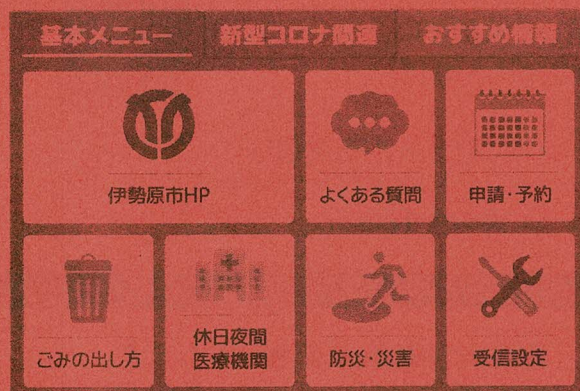 基本メニュー
新型コロナ関連
おすすめ情報
伊勢原市HP
よくある質問
申請・予約
ごみの出し方
休日夜間
医療機関
防災・災害
受信設定